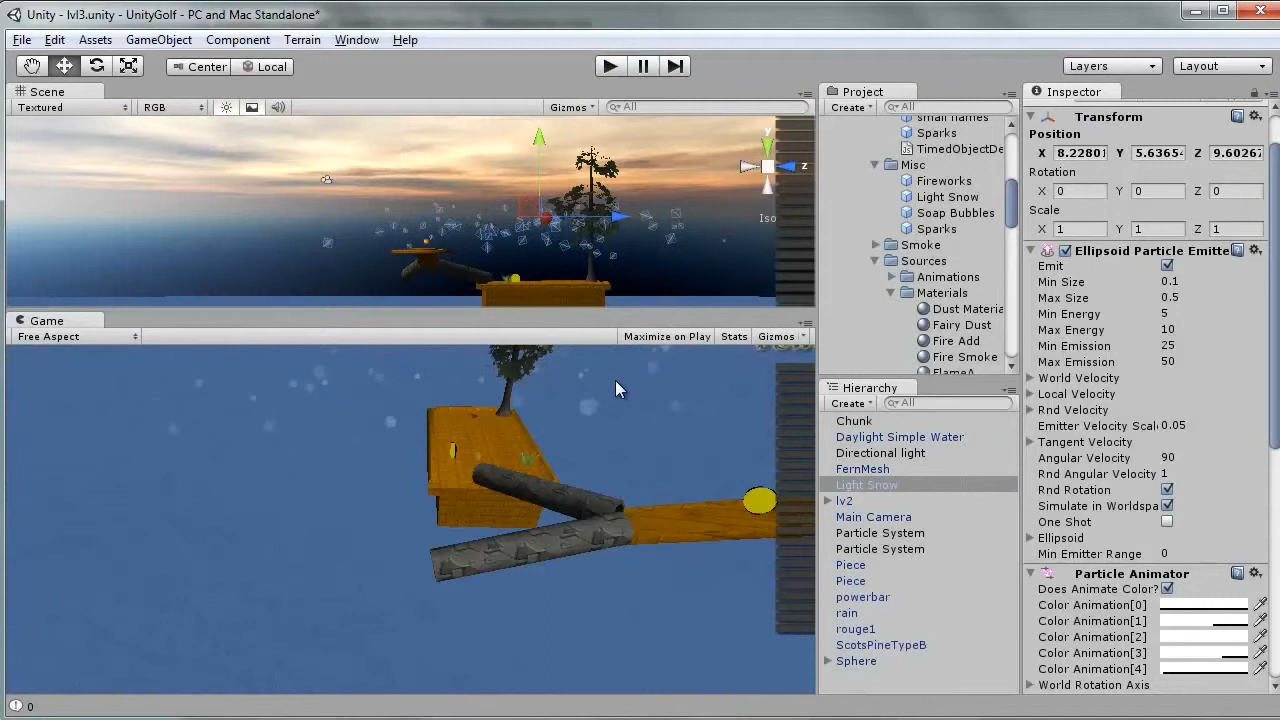 Unity - lvl3.unity - UnityGolf - PC and Mac Standalone*
File Edit Assets GameObject Component Terrain Window Help
Center Local Layers Layout
Scene
Textured RGB Gizmos All
y
z
Iso
Game
Free Aspect Maximize on Play Stats Gizmos
Project
Create All
small flames
Sparks
TimedObjectDe
Misc
Fireworks
Light Snow
Soap Bubbles
Sparks
Smoke
Sources
Animations
Materials
Dust Materia
Fairy Dust
Fire Add
Fire Smoke
FlameA
Hierarchy
Create All
Chunk
Daylight Simple Water
Directional light
FernMesh
Light Snow
lv2
Main Camera
Particle System
Particle System
Piece
Piece
powerbar
rain
rouge1
ScotsPineTypeB
Sphere
Inspector
Transform
Position
X 8.22801 Y 5.63654 Z 9.60267
Rotation
X 0 Y 0 Z 0
Scale
X 1 Y 1 Z 1
Ellipsoid Particle Emitte
Emit
Min Size 0.1
Max Size 0.5
Min Energy 5
Max Energy 10
Min Emission 25
Max Emission 50
World Velocity
Local Velocity
Rnd Velocity
Emitter Velocity Scal 0.05
Tangent Velocity
Angular Velocity 90
Rnd Angular Velocity 1
Rnd Rotation
Simulate in Worldspa
One Shot
Ellipsoid
Min Emitter Range 0
Particle Animator
Does Animate Color?
Color Animation[0]
Color Animation[1]
Color Animation[2]
Color Animation[3]
Color Animation[4]
World Rotation Axis
0